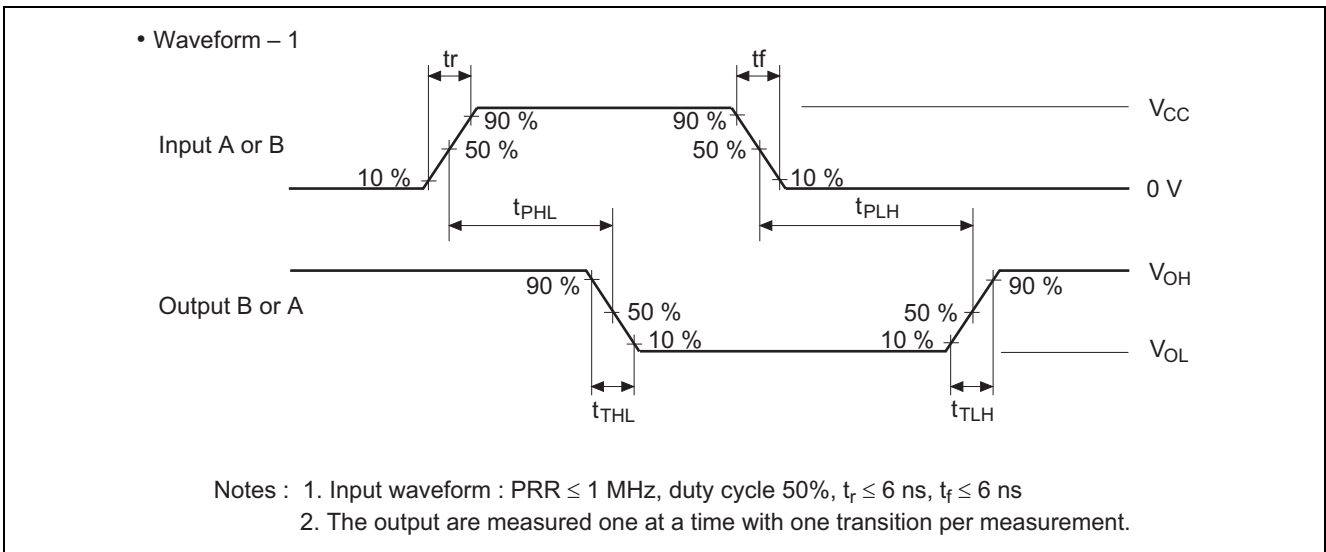 • Waveform – 1
tr
tf
VCC
90 %
90 %
Input A or B
50 %
50 %
10 %
10 %
0 V
tPHL
tPLH
VOH
90 %
90 %
Output B or A
50 %
50 %
10 %
10 %
VOL
tTHL
tTLH
Notes : 1. Input waveform : PRR ≤ 1 MHz, duty cycle 50%, tr ≤ 6 ns, tf ≤ 6 ns
2. The output are measured one at a time with one transition per measurement.